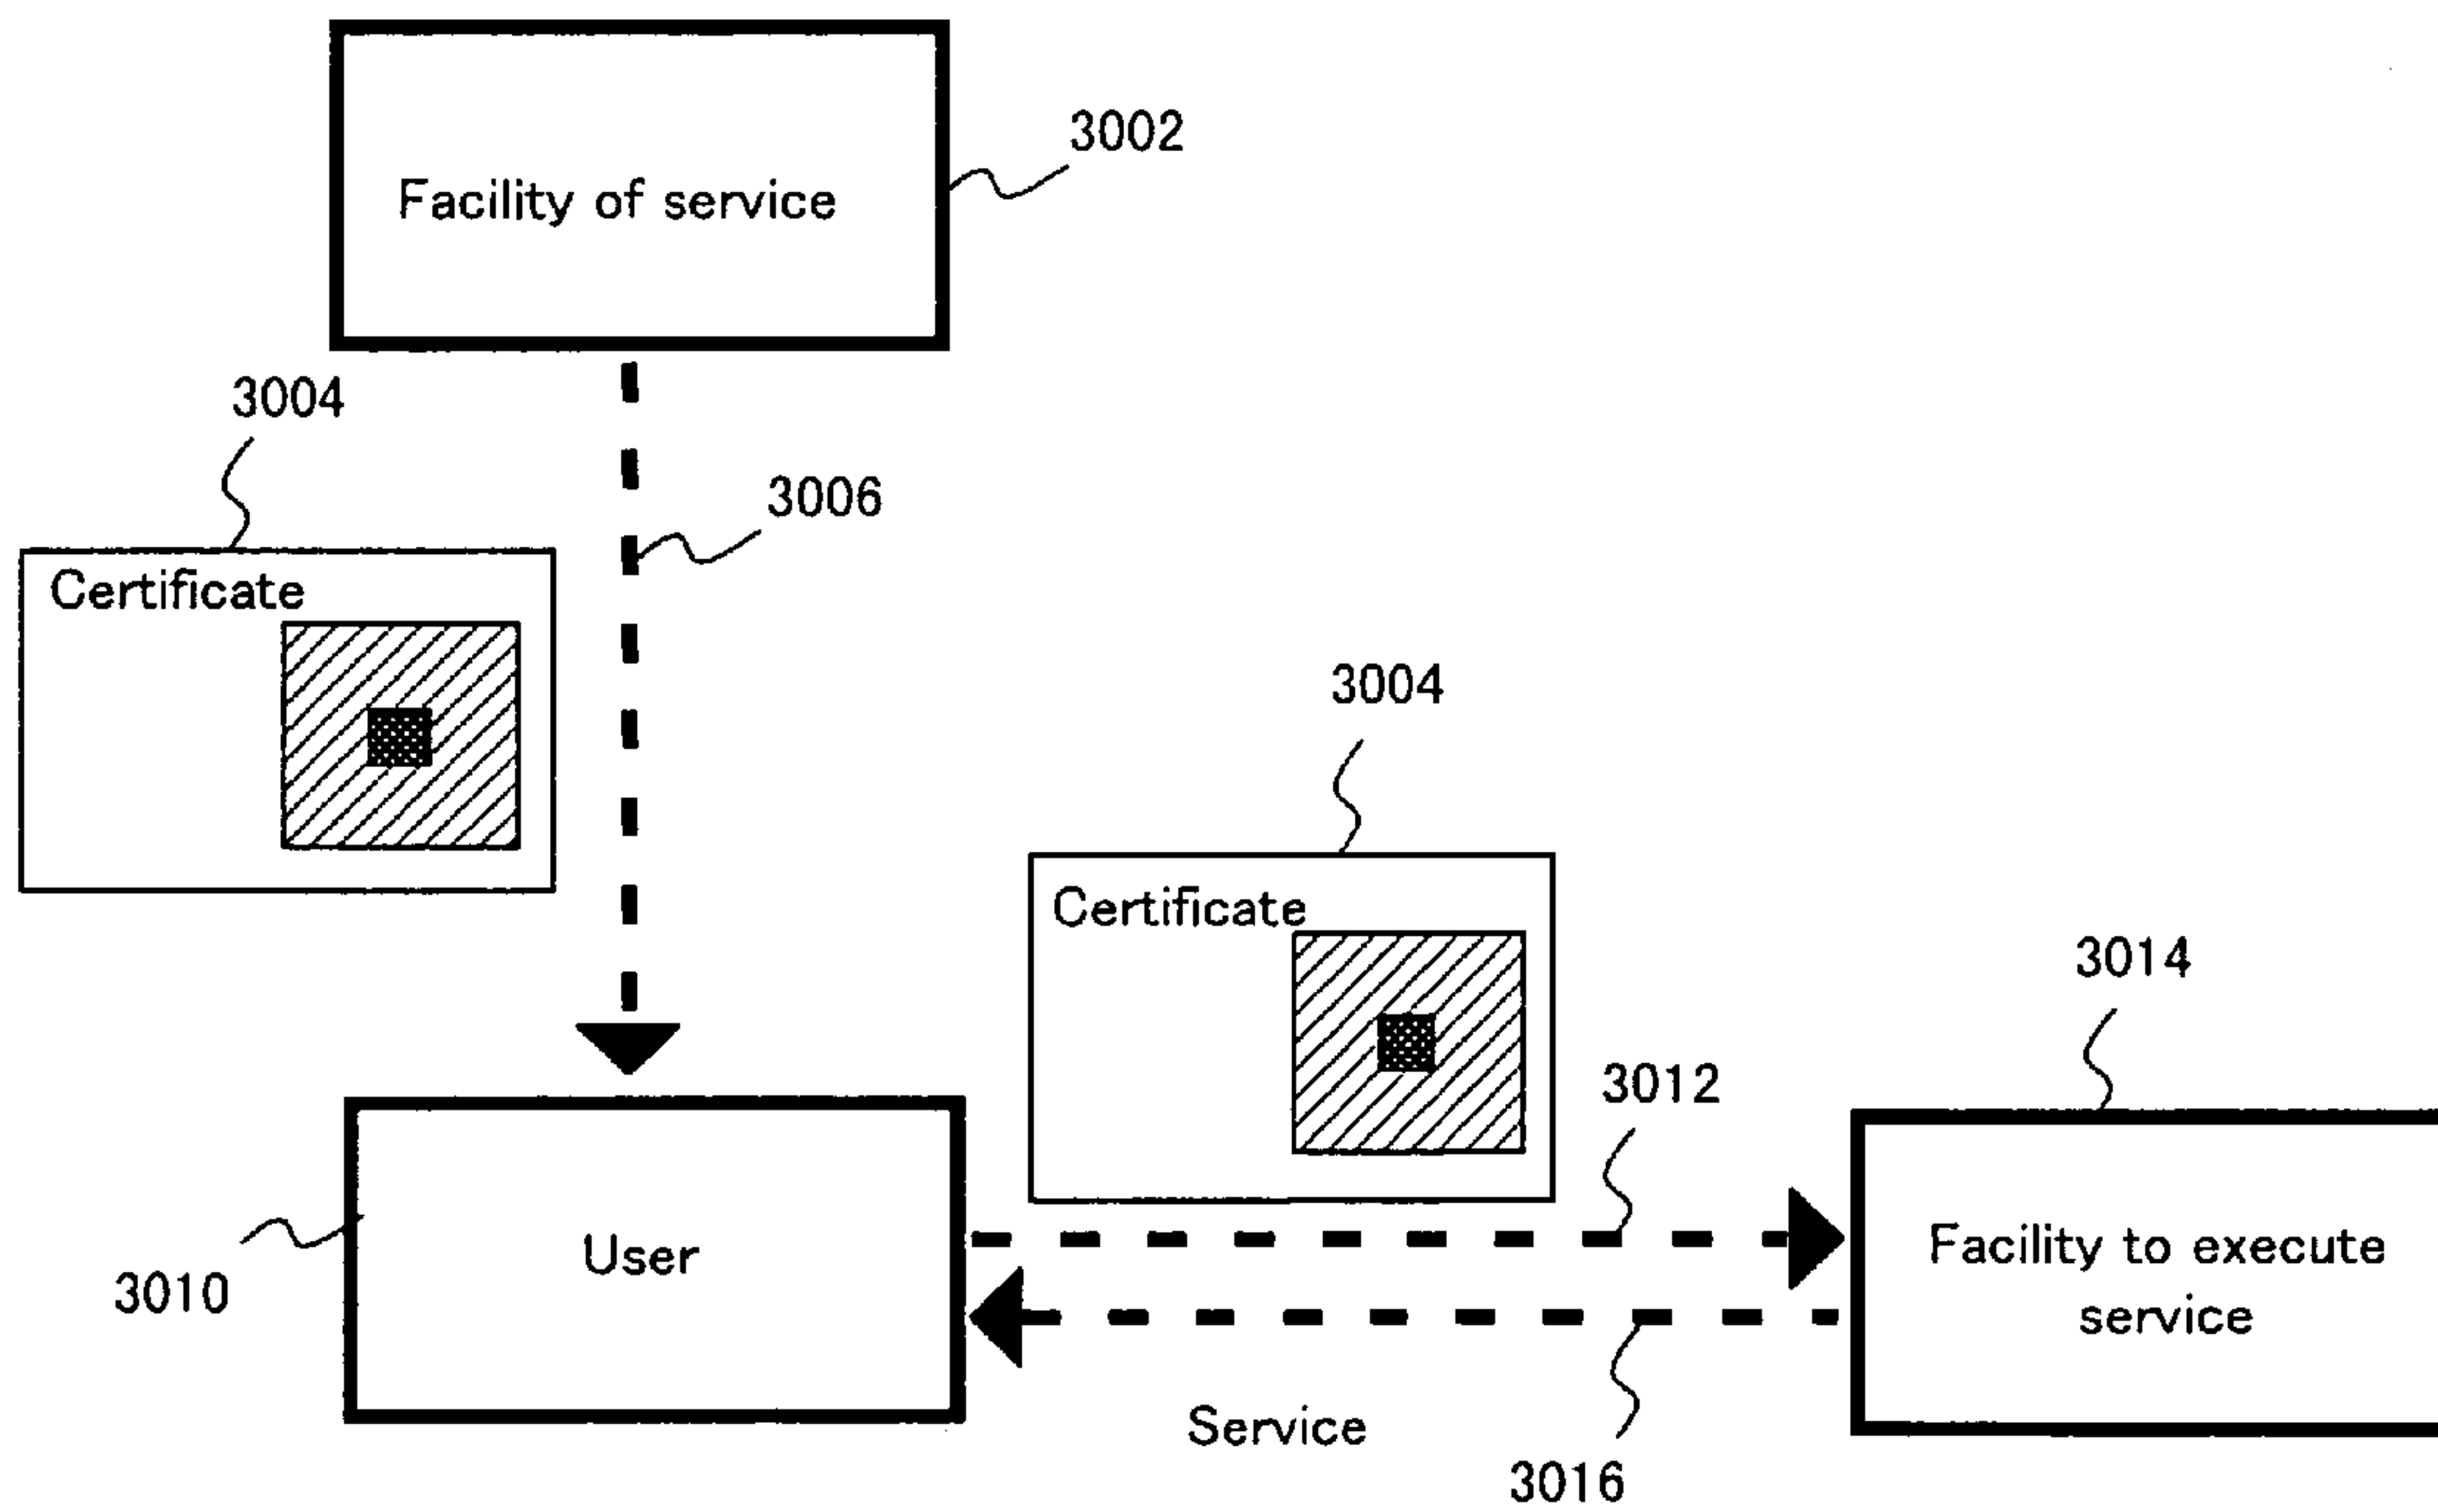 3002
Facility of service
3004
3006
Certificate
3004
Certificate
3014
3012
User
Facility to execute
service
3010
Service
3016